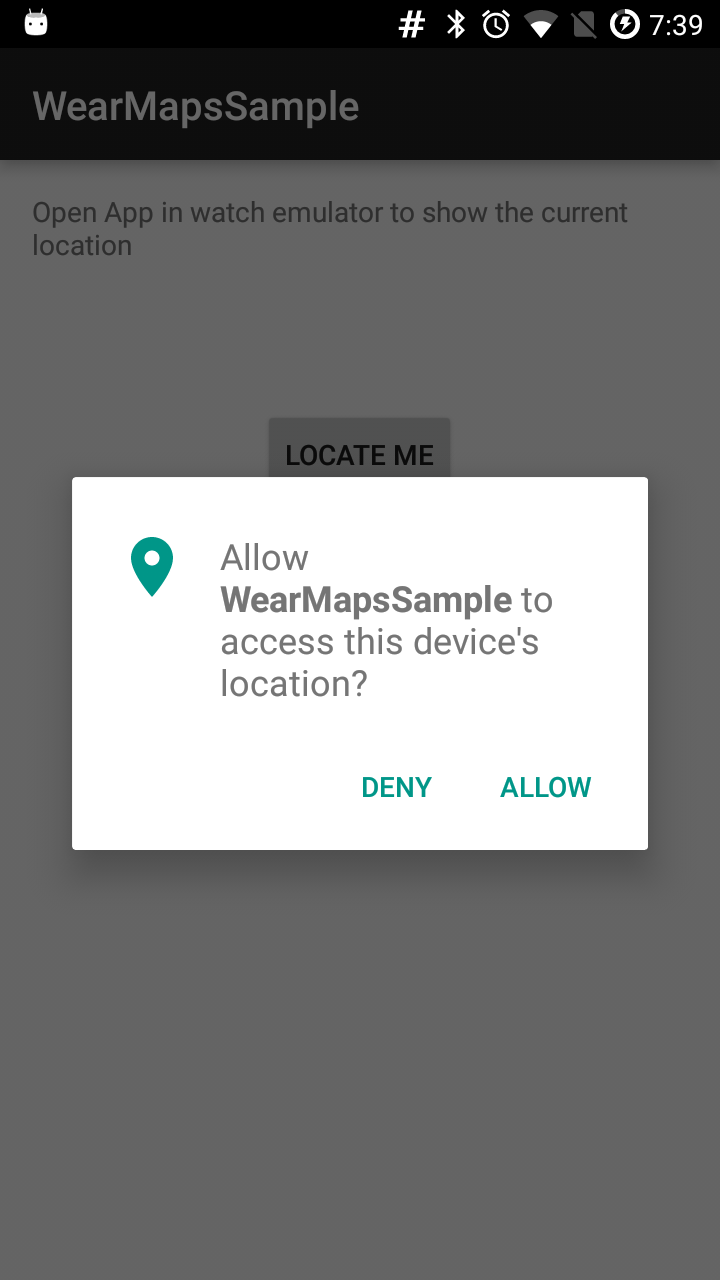 # 7:39
WearMapsSample
Open App in watch emulator to show the current
location
LOCATE ME
Allow
WearMapsSample to
access this device's
location?
DENY ALLOW